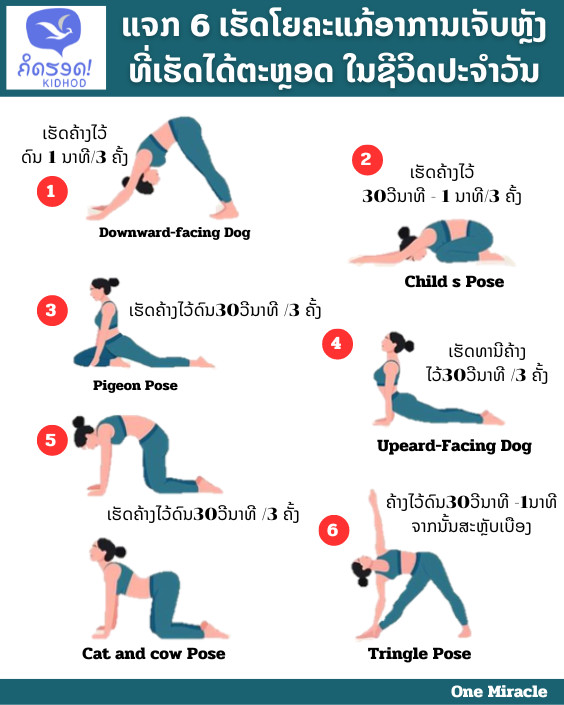 ຄິດຮອດ!
KIDHOD
ແຈກ 6 ເຮັດໂຍຄະແກ້ອາການເຈັບຫຼັງ
ທີ່ເຮັດໄດ້ຕະຫຼອດ ໃນຊີວິດປະຈຳວັນ
ເຮັດຄ້າງໄວ້
ດົນ 1 ນາທີ/3 ຄັ້ງ
1
Downward-facing Dog
2
ເຮັດຄ້າງໄວ້
30ວິນາທີ - 1 ນາທີ/3 ຄັ້ງ
Child s Pose
3
ເຮັດຄ້າງໄວ້ດົນ30ວິນາທີ /3 ຄັ້ງ
Pigeon Pose
4
ເຮັດທານີຄ້າງ
ໄວ້30ວິນາທີ /3 ຄັ້ງ
Upeard-Facing Dog
5
ເຮັດຄ້າງໄວ້ດົນ30ວິນາທີ /3 ຄັ້ງ
Cat and cow Pose
6
ຄ້າງໄວ້ດົນ30ວິນາທີ -1ນາທີ
ຈາກນັ້ນສະຫຼັບເບື້ອງ
Tringle Pose
One Miracle